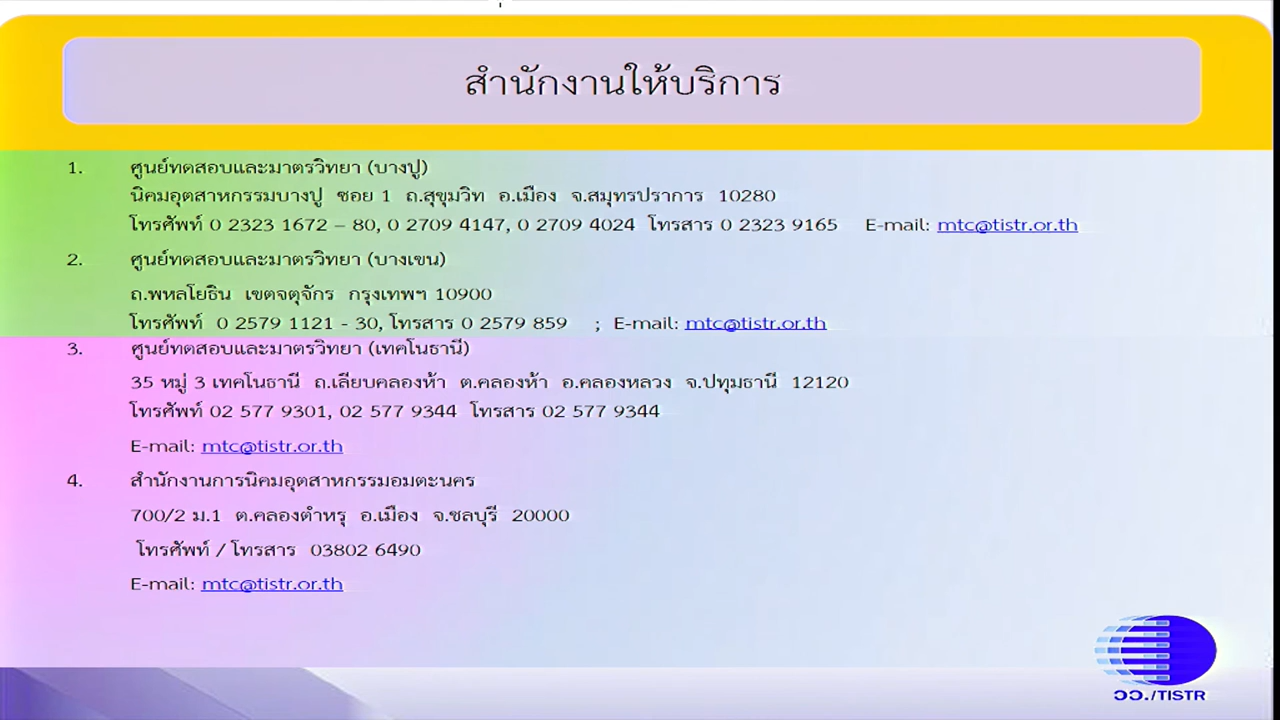 สำนักงานให้บริการ
1. ศูนย์ทดสอบและมาตรวิทยา (บางปู)
นิคมอุตสาหกรรมบางปู ซอย 1 ถ.สุขุมวิท อ.เมือง จ.สมุทรปราการ 10280
โทรศัพท์ 0 2323 1672 – 80, 0 2709 4147, 0 2709 4024 โทรสาร 0 2323 9165 E-mail: mtc@tistr.or.th
2. ศูนย์ทดสอบและมาตรวิทยา (บางเขน)
ถ.พหลโยธิน เขตจตุจักร กรุงเทพฯ 10900
โทรศัพท์ 0 2579 1121 - 30, โทรสาร 0 2579 859 ; E-mail: mtc@tistr.or.th
3. ศูนย์ทดสอบและมาตรวิทยา (เทคโนธานี)
35 หมู่ 3 เทคโนธานี ถ.เลียบคลองห้า ต.คลองห้า อ.คลองหลวง จ.ปทุมธานี 12120
โทรศัพท์ 02 577 9301, 02 577 9344 โทรสาร 02 577 9344
E-mail: mtc@tistr.or.th
4. สำนักงานการนิคมอุตสาหกรรมอมตะนคร
700/2 ม.1 ต.คลองตำหรุ อ.เมือง จ.ชลบุรี 20000
โทรศัพท์ / โทรสาร 03802 6490
E-mail: mtc@tistr.or.th
วว./TISTR